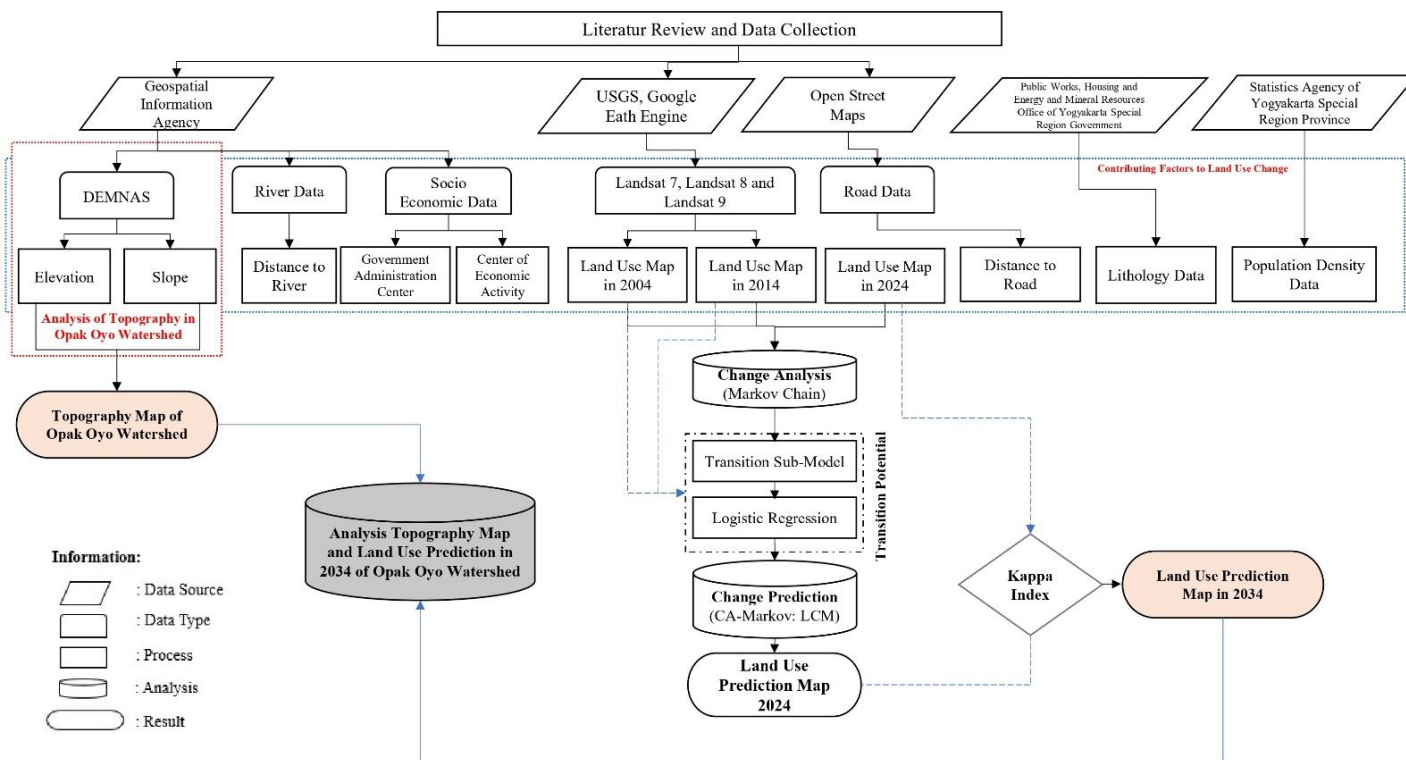 Literatur Review and Data Collection
Geospatial
Information
Agency
USGS, Google
Eath Engine
Open Street
Maps
Public Works, Housing and
Energy and Mineral Resources
Office of Yogyakarta Special
Region Government
Statistics Agency of
Yogyakarta Special
Region Province
Contributing Factors to Land Use Change
DEMNAS
River Data
Socio
Economic Data
Landsat 7, Landsat 8 and
Landsat 9
Road Data
Elevation
Slope
Distance to
River
Government
Administration
Center
Center of
Economic
Activity
Land Use Map
in 2004
Land Use Map
in 2014
Land Use Map
in 2024
Distance to
Road
Lithology Data
Population Density
Data
Analysis of Topography in
Opak Oyo Watershed
Change Analysis
(Markov Chain)
Topography Map of
Opak Oyo Watershed
Transition Sub-Model
Logistic Regression
Transition Potential
Analysis Topography Map
and Land Use Prediction in
2034 of Opak Oyo Watershed
Change Prediction
(CA-Markov: LCM)
Kappa
Index
Land Use Prediction
Map in 2034
Land Use
Prediction Map
2024
Information:
: Data Source
: Data Type
: Process
: Analysis
: Result